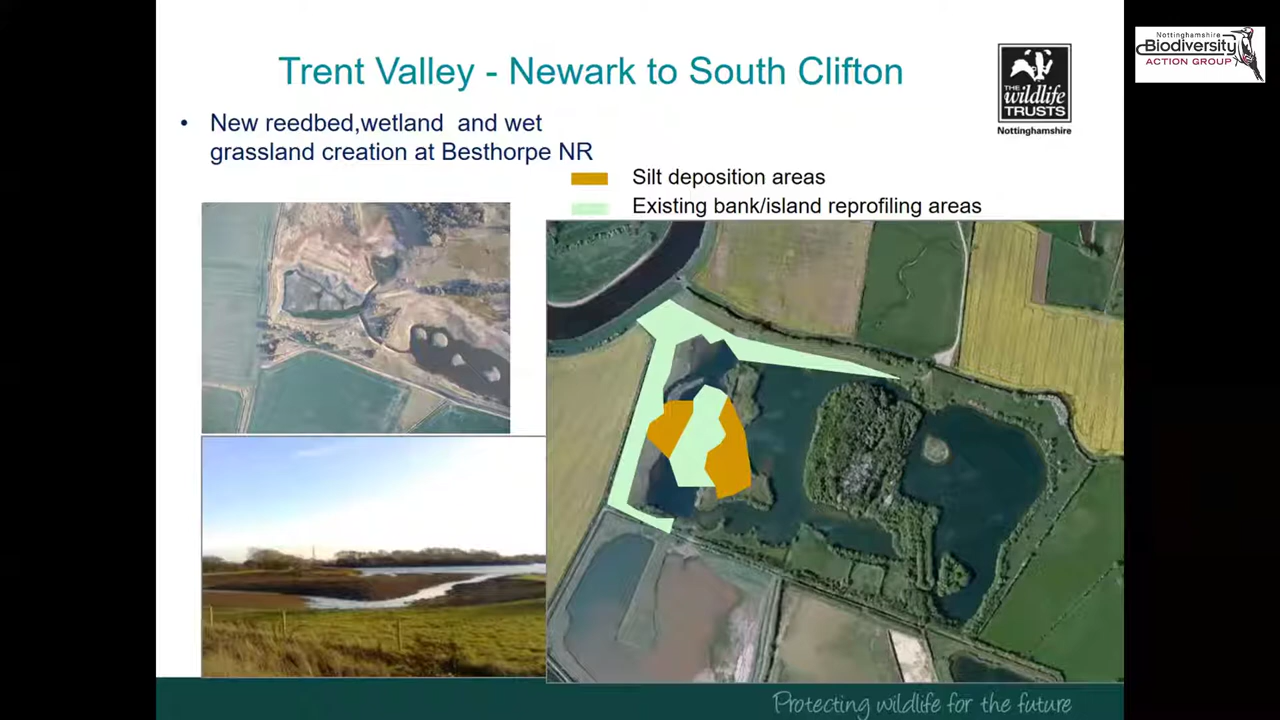 Trent Valley - Newark to South Clifton
Nottinghamshire
Biodiversity
ACTION GROUP
THE
wildlife
TRUSTS
Nottinghamshire
• New reedbed,wetland and wet
grassland creation at Besthorpe NR
Silt deposition areas
Existing bank/island reprofiling areas
Protecting wildlife for the future